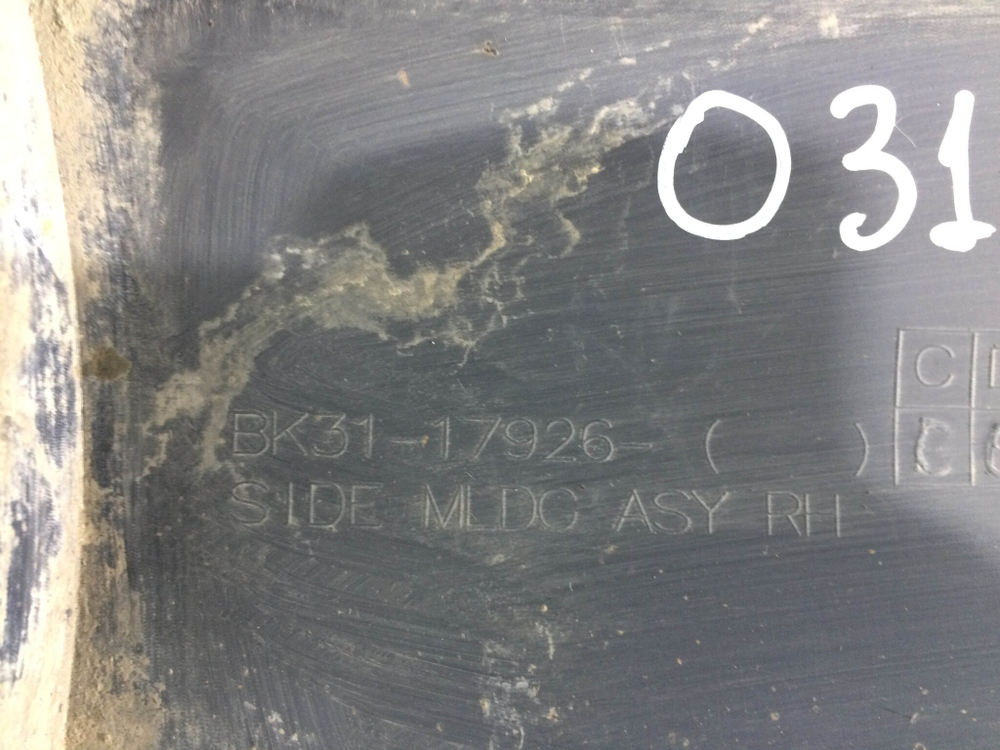 031
C
BK31-17926- ( )
SIDE MLDG ASY RH